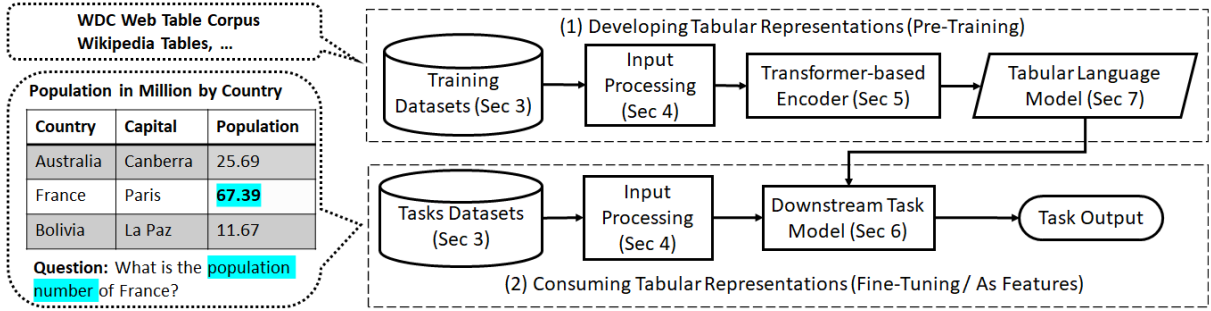 WDC Web Table Corpus
Wikipedia Tables, ...
Population in Million by Country
Country Capital Population
Australia Canberra 25.69
France Paris 67.39
Bolivia La Paz 11.67
Question: What is the population
number of France?
(1) Developing Tabular Representations (Pre-Training)
Training
Datasets (Sec 3)
Input
Processing
(Sec 4)
Transformer-based
Encoder (Sec 5)
Tabular Language
Model (Sec 7)
Tasks Datasets
(Sec 3)
Input
Processing
(Sec 4)
Downstream Task
Model (Sec 6)
Task Output
(2) Consuming Tabular Representations (Fine-Tuning / As Features)